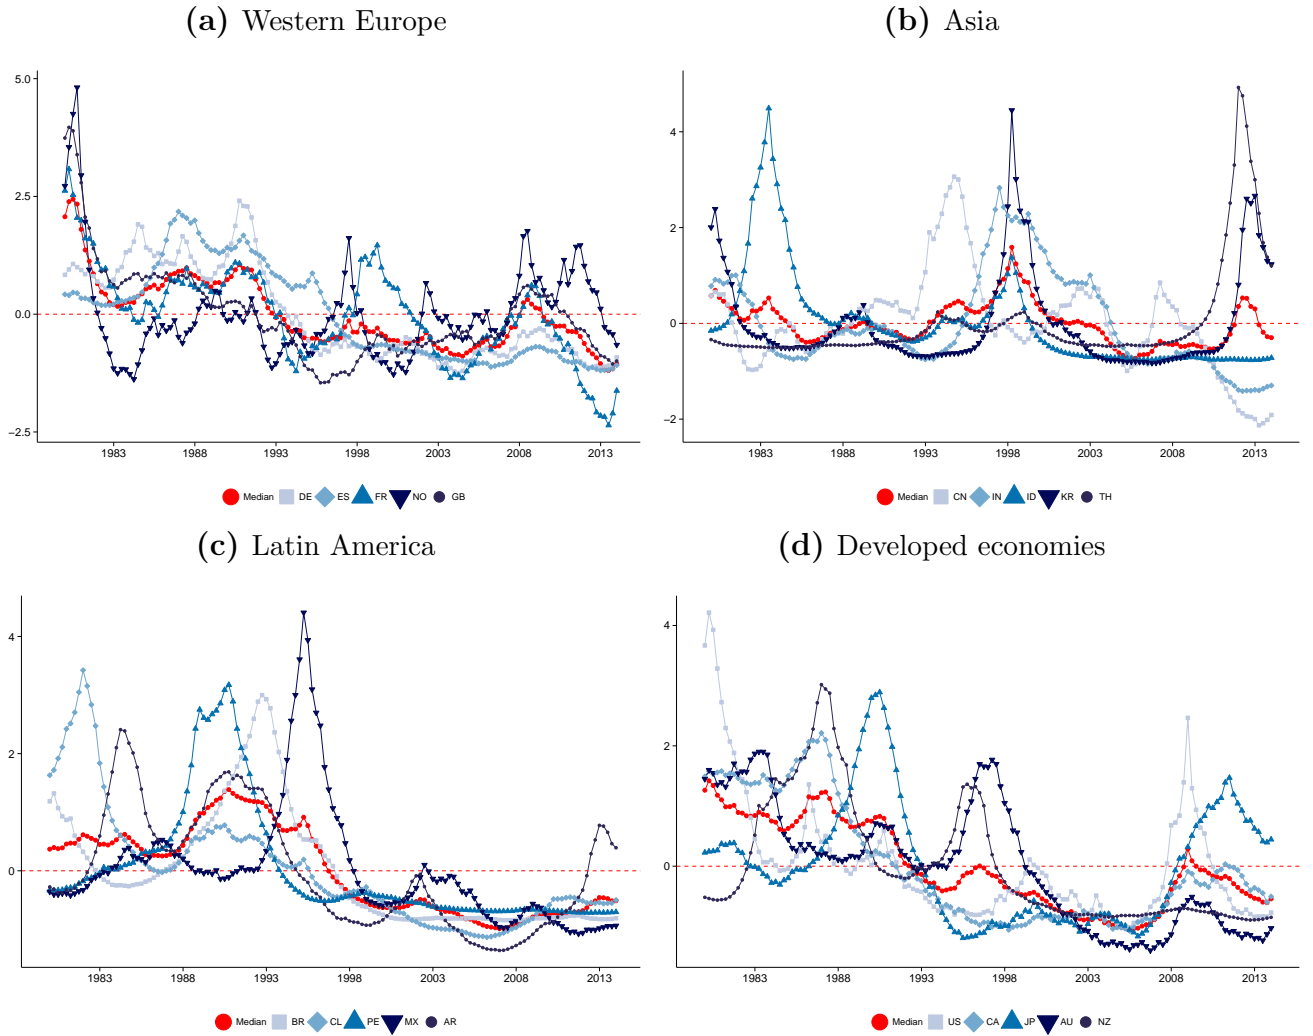 (a) Western Europe
5.0
2.5
0.0
−2.5
1983 1988 1993 1998 2003 2008 2013
Median DE ES FR NO GB
(b) Asia
4
2
0
−2
1983 1988 1993 1998 2003 2008 2013
Median CN IN ID KR TH
(c) Latin America
4
2
0
1983 1988 1993 1998 2003 2008 2013
Median BR CL PE MX AR
(d) Developed economies
4
2
0
1983 1988 1993 1998 2003 2008 2013
Median US CA JP AU NZ